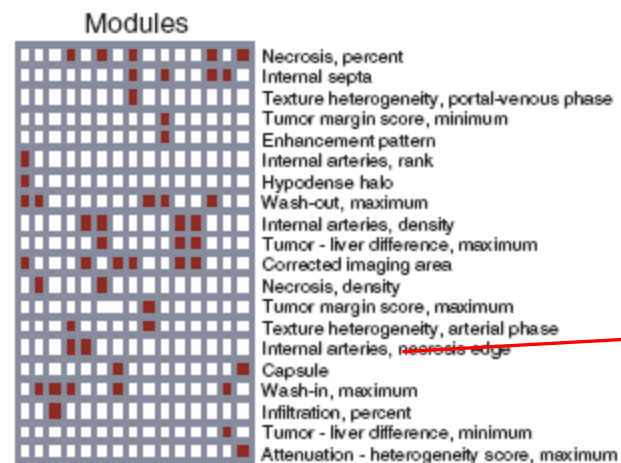 Modules
Necrosis, percent
Internal septa
Texture heterogeneity, portal-venous phase
Tumor margin score, minimum
Enhancement pattern
Internal arteries, rank
Hypodense halo
Wash-out, maximum
Internal arteries, density
Tumor - liver difference, maximum
Corrected imaging area
Necrosis, density
Tumor margin score, maximum
Texture heterogeneity, arterial phase
Internal arteries, necrosis edge
Capsule
Wash-in, maximum
Infiltration, percent
Tumor - liver difference, minimum
Attenuation - heterogeneity score, maximum